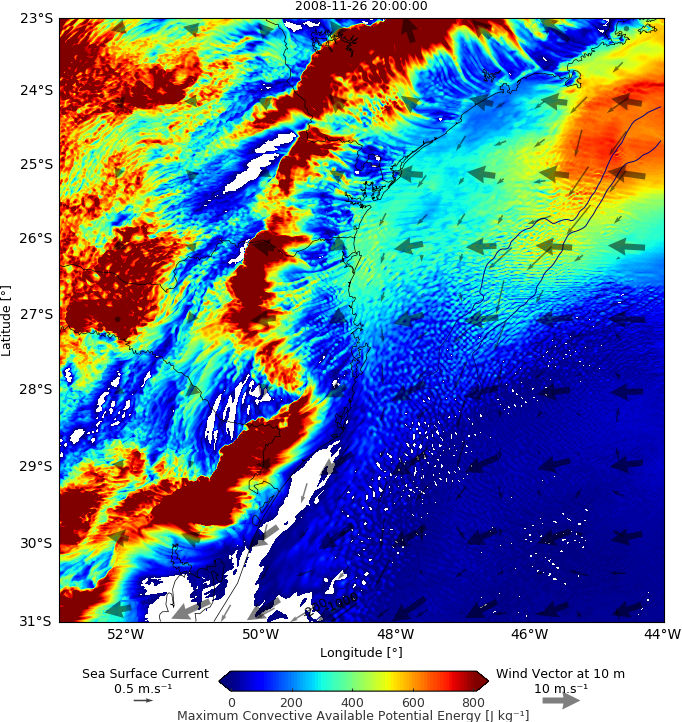 2008-11-26 20:00:00
23°S
24°S
25°S
26°S
27°S
28°S
29°S
30°S
31°S
Latitude [°]
52°W 50°W 48°W 46°W 44°W
Longitude [°]
Sea Surface Current
0.5 m.s⁻¹
Wind Vector at 10 m
10 m.s⁻¹
0 200 400 600 800
Maximum Convective Available Potential Energy [J kg⁻¹]